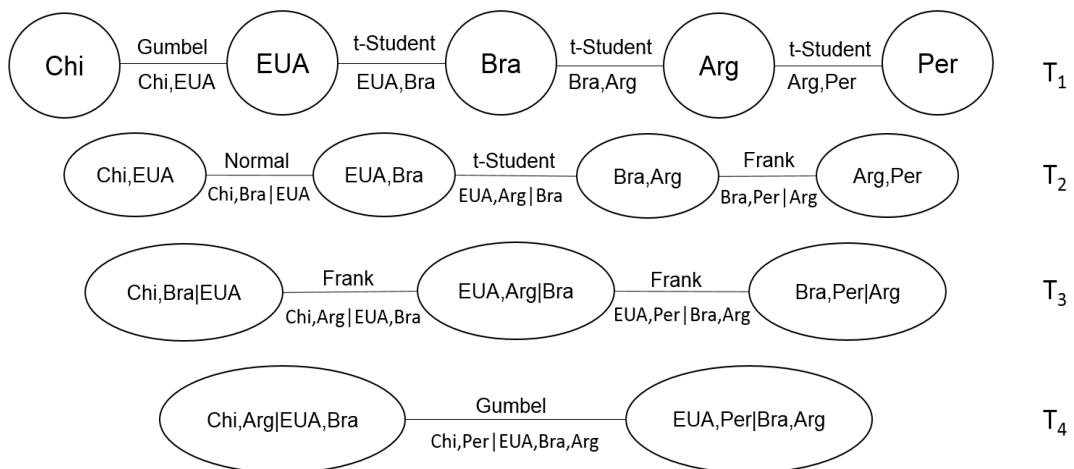 Gumbel t-Student t-Student t-Student
Chi EUA Bra Arg Per T1
Chi,EUA EUA,Bra Bra,Arg Arg,Per
Normal t-Student Frank
Chi,EUA EUA,Bra Bra,Arg Arg,Per T2
Chi,Bra|EUA EUA,Arg|Bra Bra,Per|Arg
Frank Frank
Chi,Bra|EUA EUA,Arg|Bra Bra,Per|Arg T3
Chi,Arg|EUA,Bra EUA,Per|Bra,Arg
Gumbel
Chi,Arg|EUA,Bra EUA,Per|Bra,Arg T4
Chi,Per|EUA,Bra,Arg